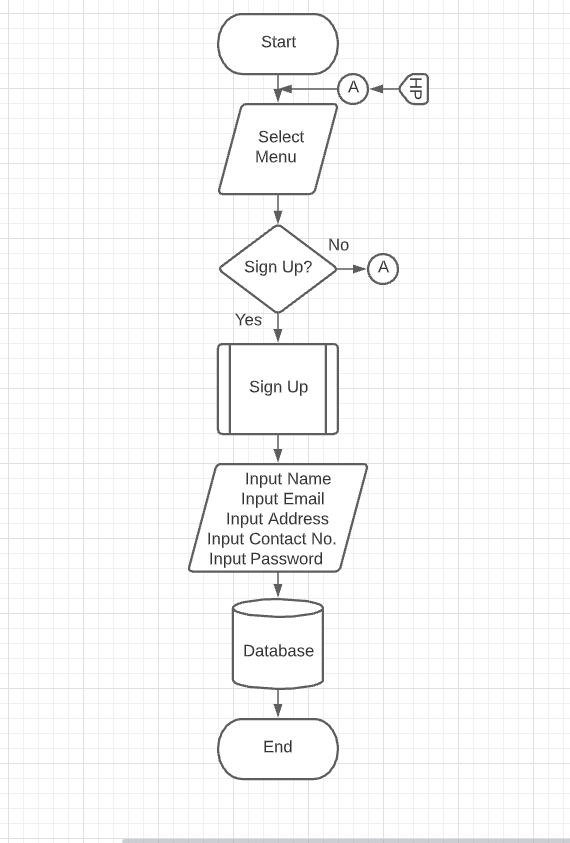 Start
A
HP
Select
Menu
Sign Up?
No
A
Yes
Sign Up
Input Name
Input Email
Input Address
Input Contact No.
Input Password
Database
End